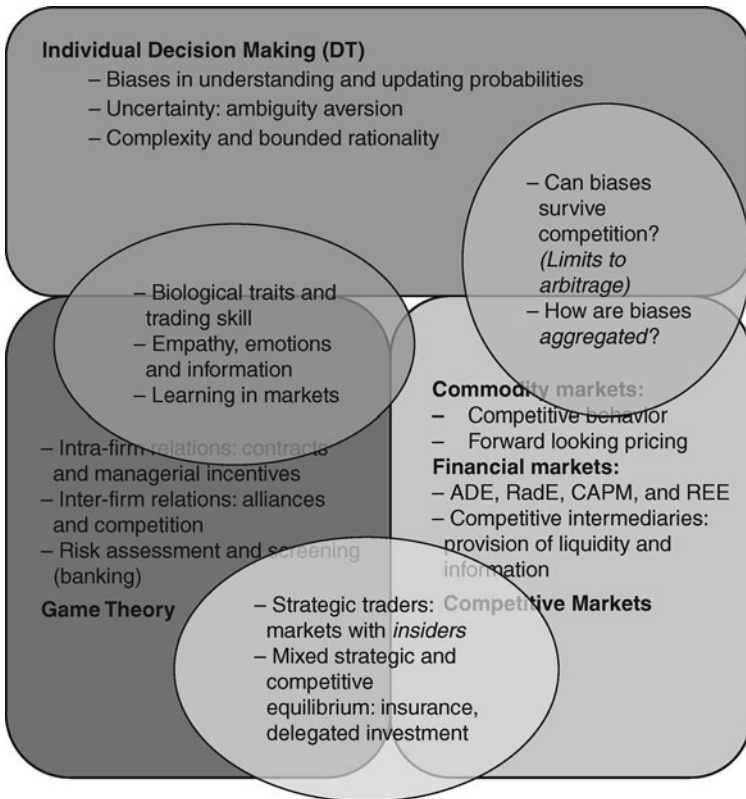 Individual Decision Making (DT)
– Biases in understanding and updating probabilities
– Uncertainty: ambiguity aversion
– Complexity and bounded rationality
– Can biases
survive
competition?
(Limits to
arbitrage)
– How are biases
aggregated?
– Biological traits and
trading skill
– Empathy, emotions
and information
– Learning in markets
– Intra-firm relations: contracts
and managerial incentives
– Inter-firm relations: alliances
and competition
– Risk assessment and screening
(banking)
Game Theory
Commodity markets:
– Competitive behavior
– Forward looking pricing
Financial markets:
– ADE, RadE, CAPM, and REE
– Competitive intermediaries:
provision of liquidity and
information
Competitive Markets
– Strategic traders:
markets with insiders
– Mixed strategic and
competitive
equilibrium: insurance,
delegated investment